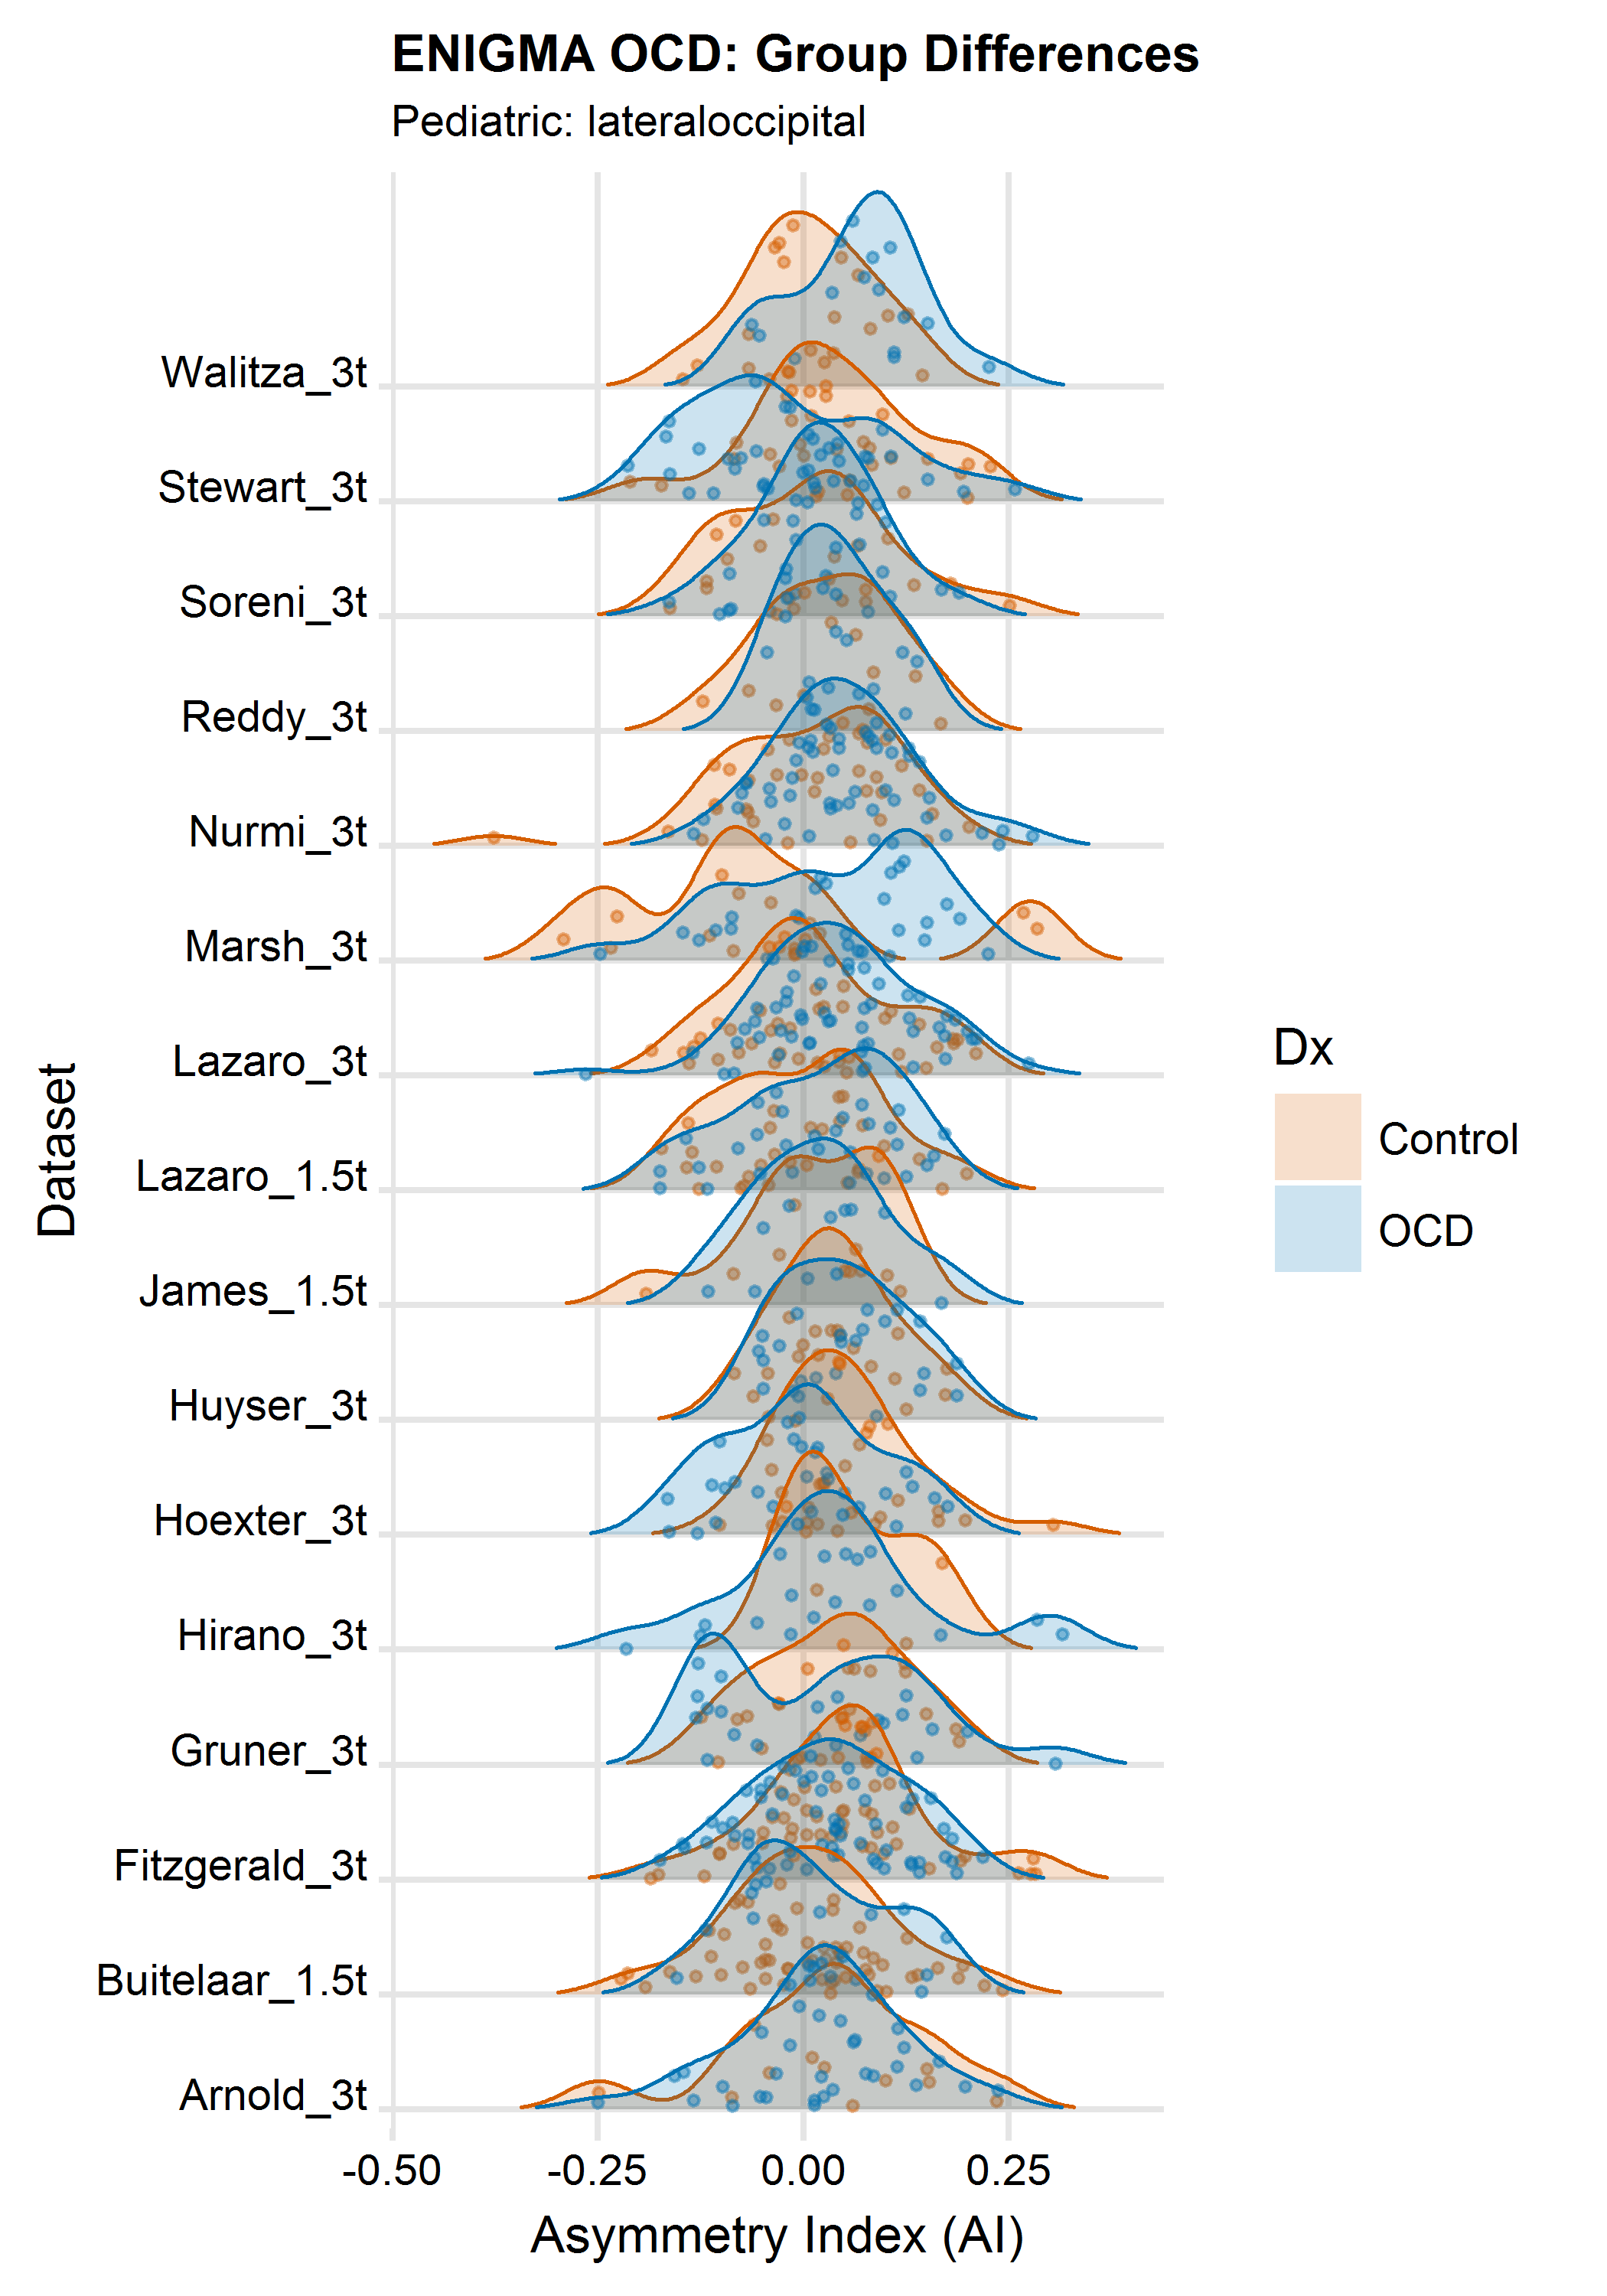 ENIGMA OCD: Group Differences
Pediatric: lateraloccipital
Walitza_3t
Stewart_3t
Soreni_3t
Reddy_3t
Nurmi_3t
Marsh_3t
Lazaro_3t
Lazaro_1.5t
James_1.5t
Huyser_3t
Hoexter_3t
Hirano_3t
Gruner_3t
Fitzgerald_3t
Buitelaar_1.5t
Arnold_3t
Dataset
-0.50 -0.25 0.00 0.25
Asymmetry Index (AI)
Dx
Control
OCD